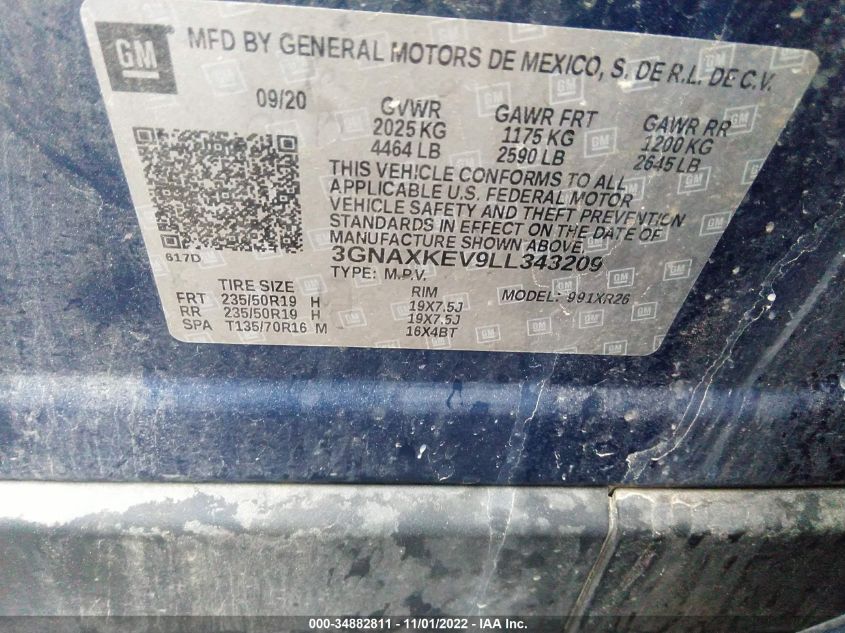 GM MFD BY GENERAL MOTORS DE MEXICO, S. DE R.L. DE C.V.
09/20 GVWR GAWR FRT GAWR RR
2025 KG 1175 KG 1200 KG
4464 LB 2590 LB 2645 LB
THIS VEHICLE CONFORMS TO ALL
APPLICABLE U.S. FEDERAL MOTOR
VEHICLE SAFETY AND THEFT PREVENTION
STANDARDS IN EFFECT ON THE DATE OF
MANUFACTURE SHOWN ABOVE.
617D 3GNAXKEV9LL343209
TYPE: M.P.V.
TIRE SIZE RIM MODEL: 991XR26
FRT 235/50R19 H 19X7.5J
RR 235/50R19 H 19X7.5J
SPA T135/70R16 M 16X4BT
000-34882811 - 11/01/2022 - IAA Inc.